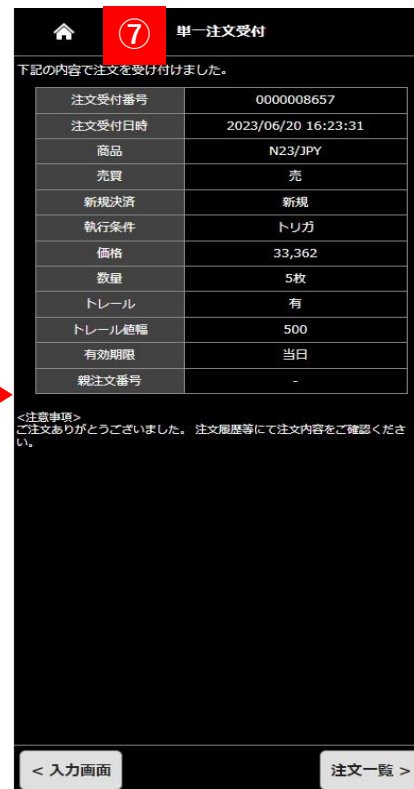 ⑦ 単一注文受付
下記の内容で注文を受け付けました。
注文受付番号 0000008657
注文受付日時 2023/06/20 16:23:31
商品 N23/JPY
売買 売
新規決済 新規
執行条件 トリガ
価格 33,362
数量 5枚
トレール 有
トレール値幅 500
有効期限 当日
親注文番号 -
<注意事項>
ご注文ありがとうございました。 注文履歴等にて注文内容をご確認くださ
い。
< 入力画面 注文一覧 >